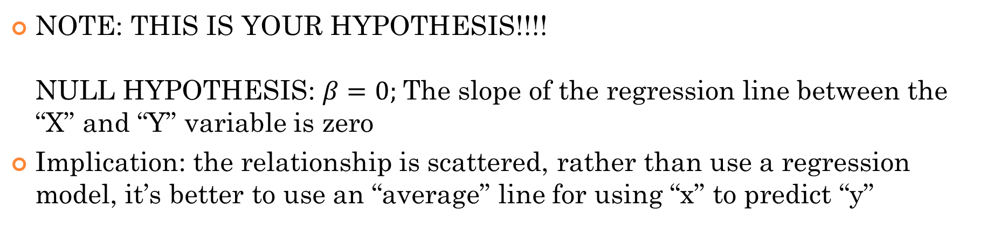 NOTE: THIS IS YOUR HYPOTHESIS!!!!
NULL HYPOTHESIS: 𝛽 = 0; The slope of the regression line between the
“X” and “Y” variable is zero
Implication: the relationship is scattered, rather than use a regression
model, it’s better to use an “average” line for using “x” to predict “y”